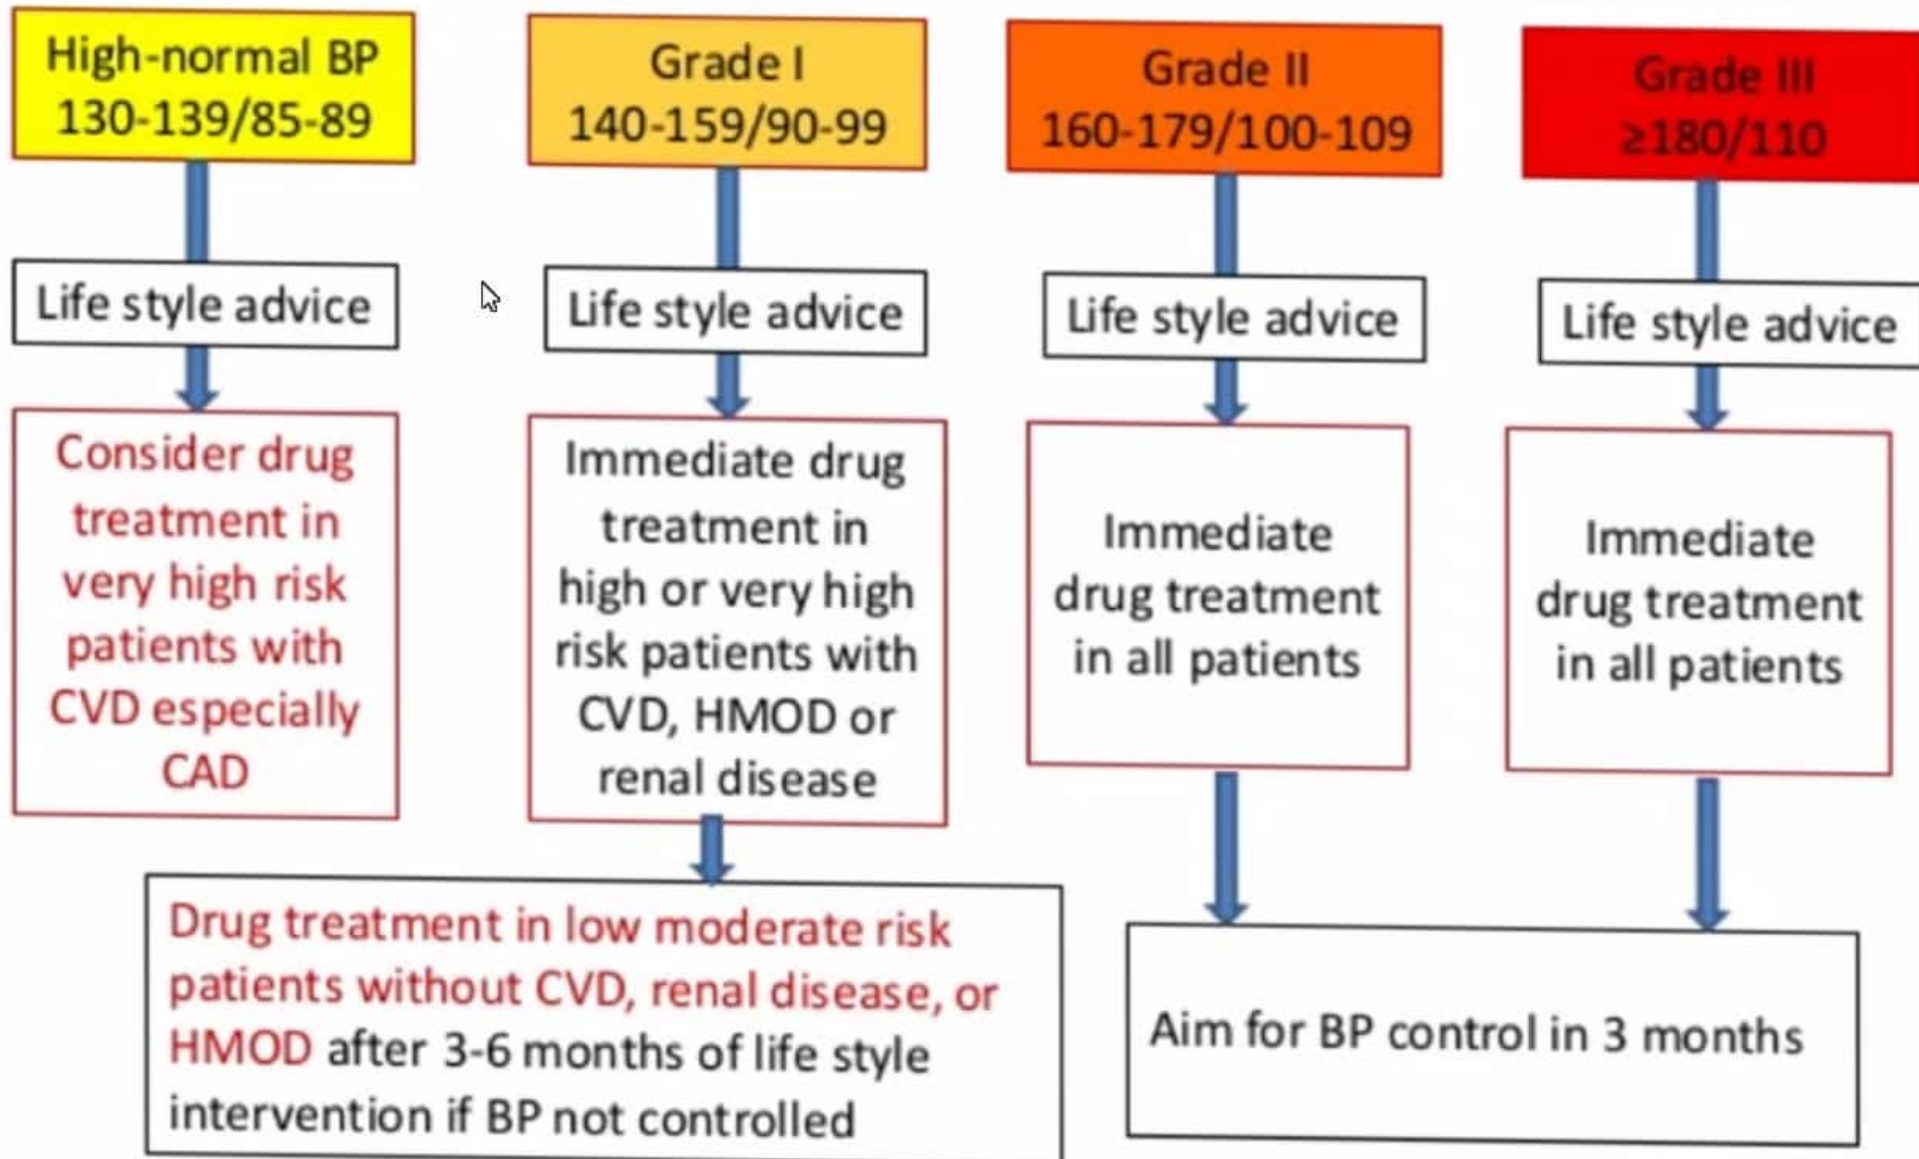 High-normal BP
130-139/85-89
Grade I
140-159/90-99
Grade II
160-179/100-109
Grade III
≥180/110
Life style advice
Life style advice
Life style advice
Life style advice
Consider drug
treatment in
very high risk
patients with
CVD especially
CAD
Immediate drug
treatment in
high or very high
risk patients with
CVD, HMOD or
renal disease
Immediate
drug treatment
in all patients
Immediate
drug treatment
in all patients
Drug treatment in low moderate risk
patients without CVD, renal disease, or
HMOD after 3-6 months of life style
intervention if BP not controlled
Aim for BP control in 3 months